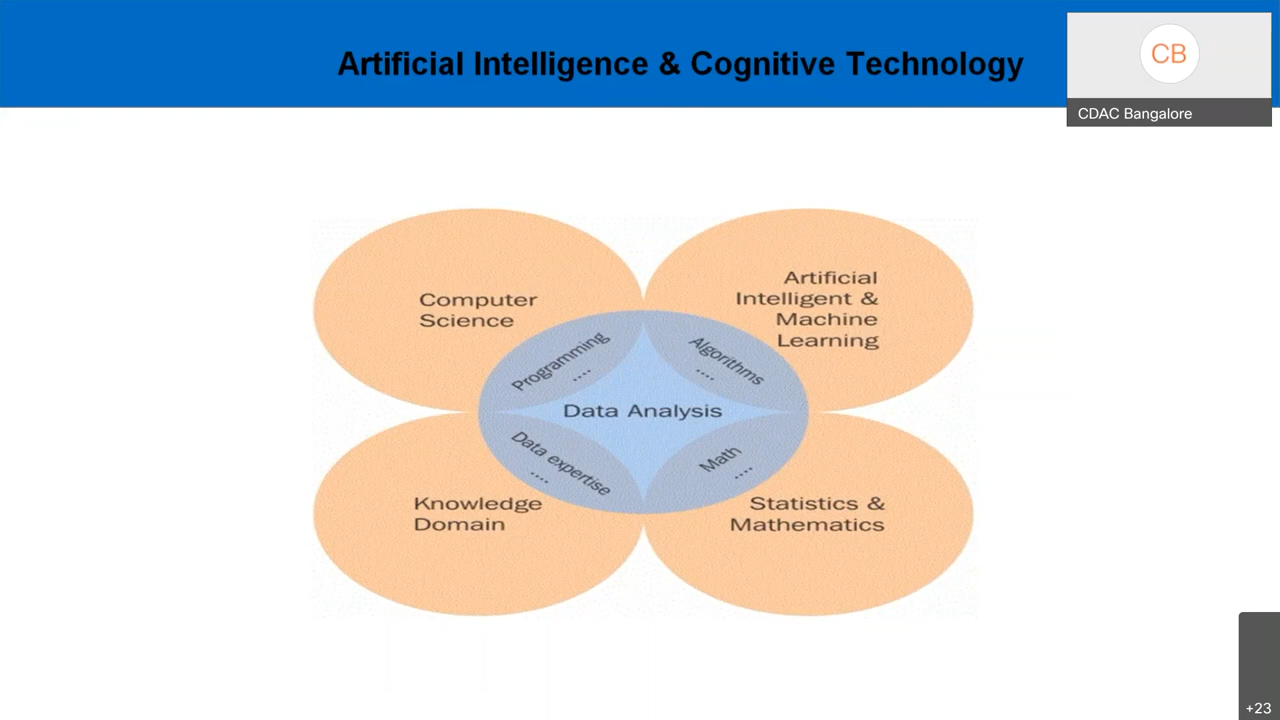 Artificial Intelligence & Cognitive Technology
CB
CDAC Bangalore
Computer
Science
Artificial
Intelligent &
Machine
Learning
Programming
....
Algorithms
....
Data Analysis
Data expertise
....
Math
....
Knowledge
Domain
Statistics &
Mathematics
+23